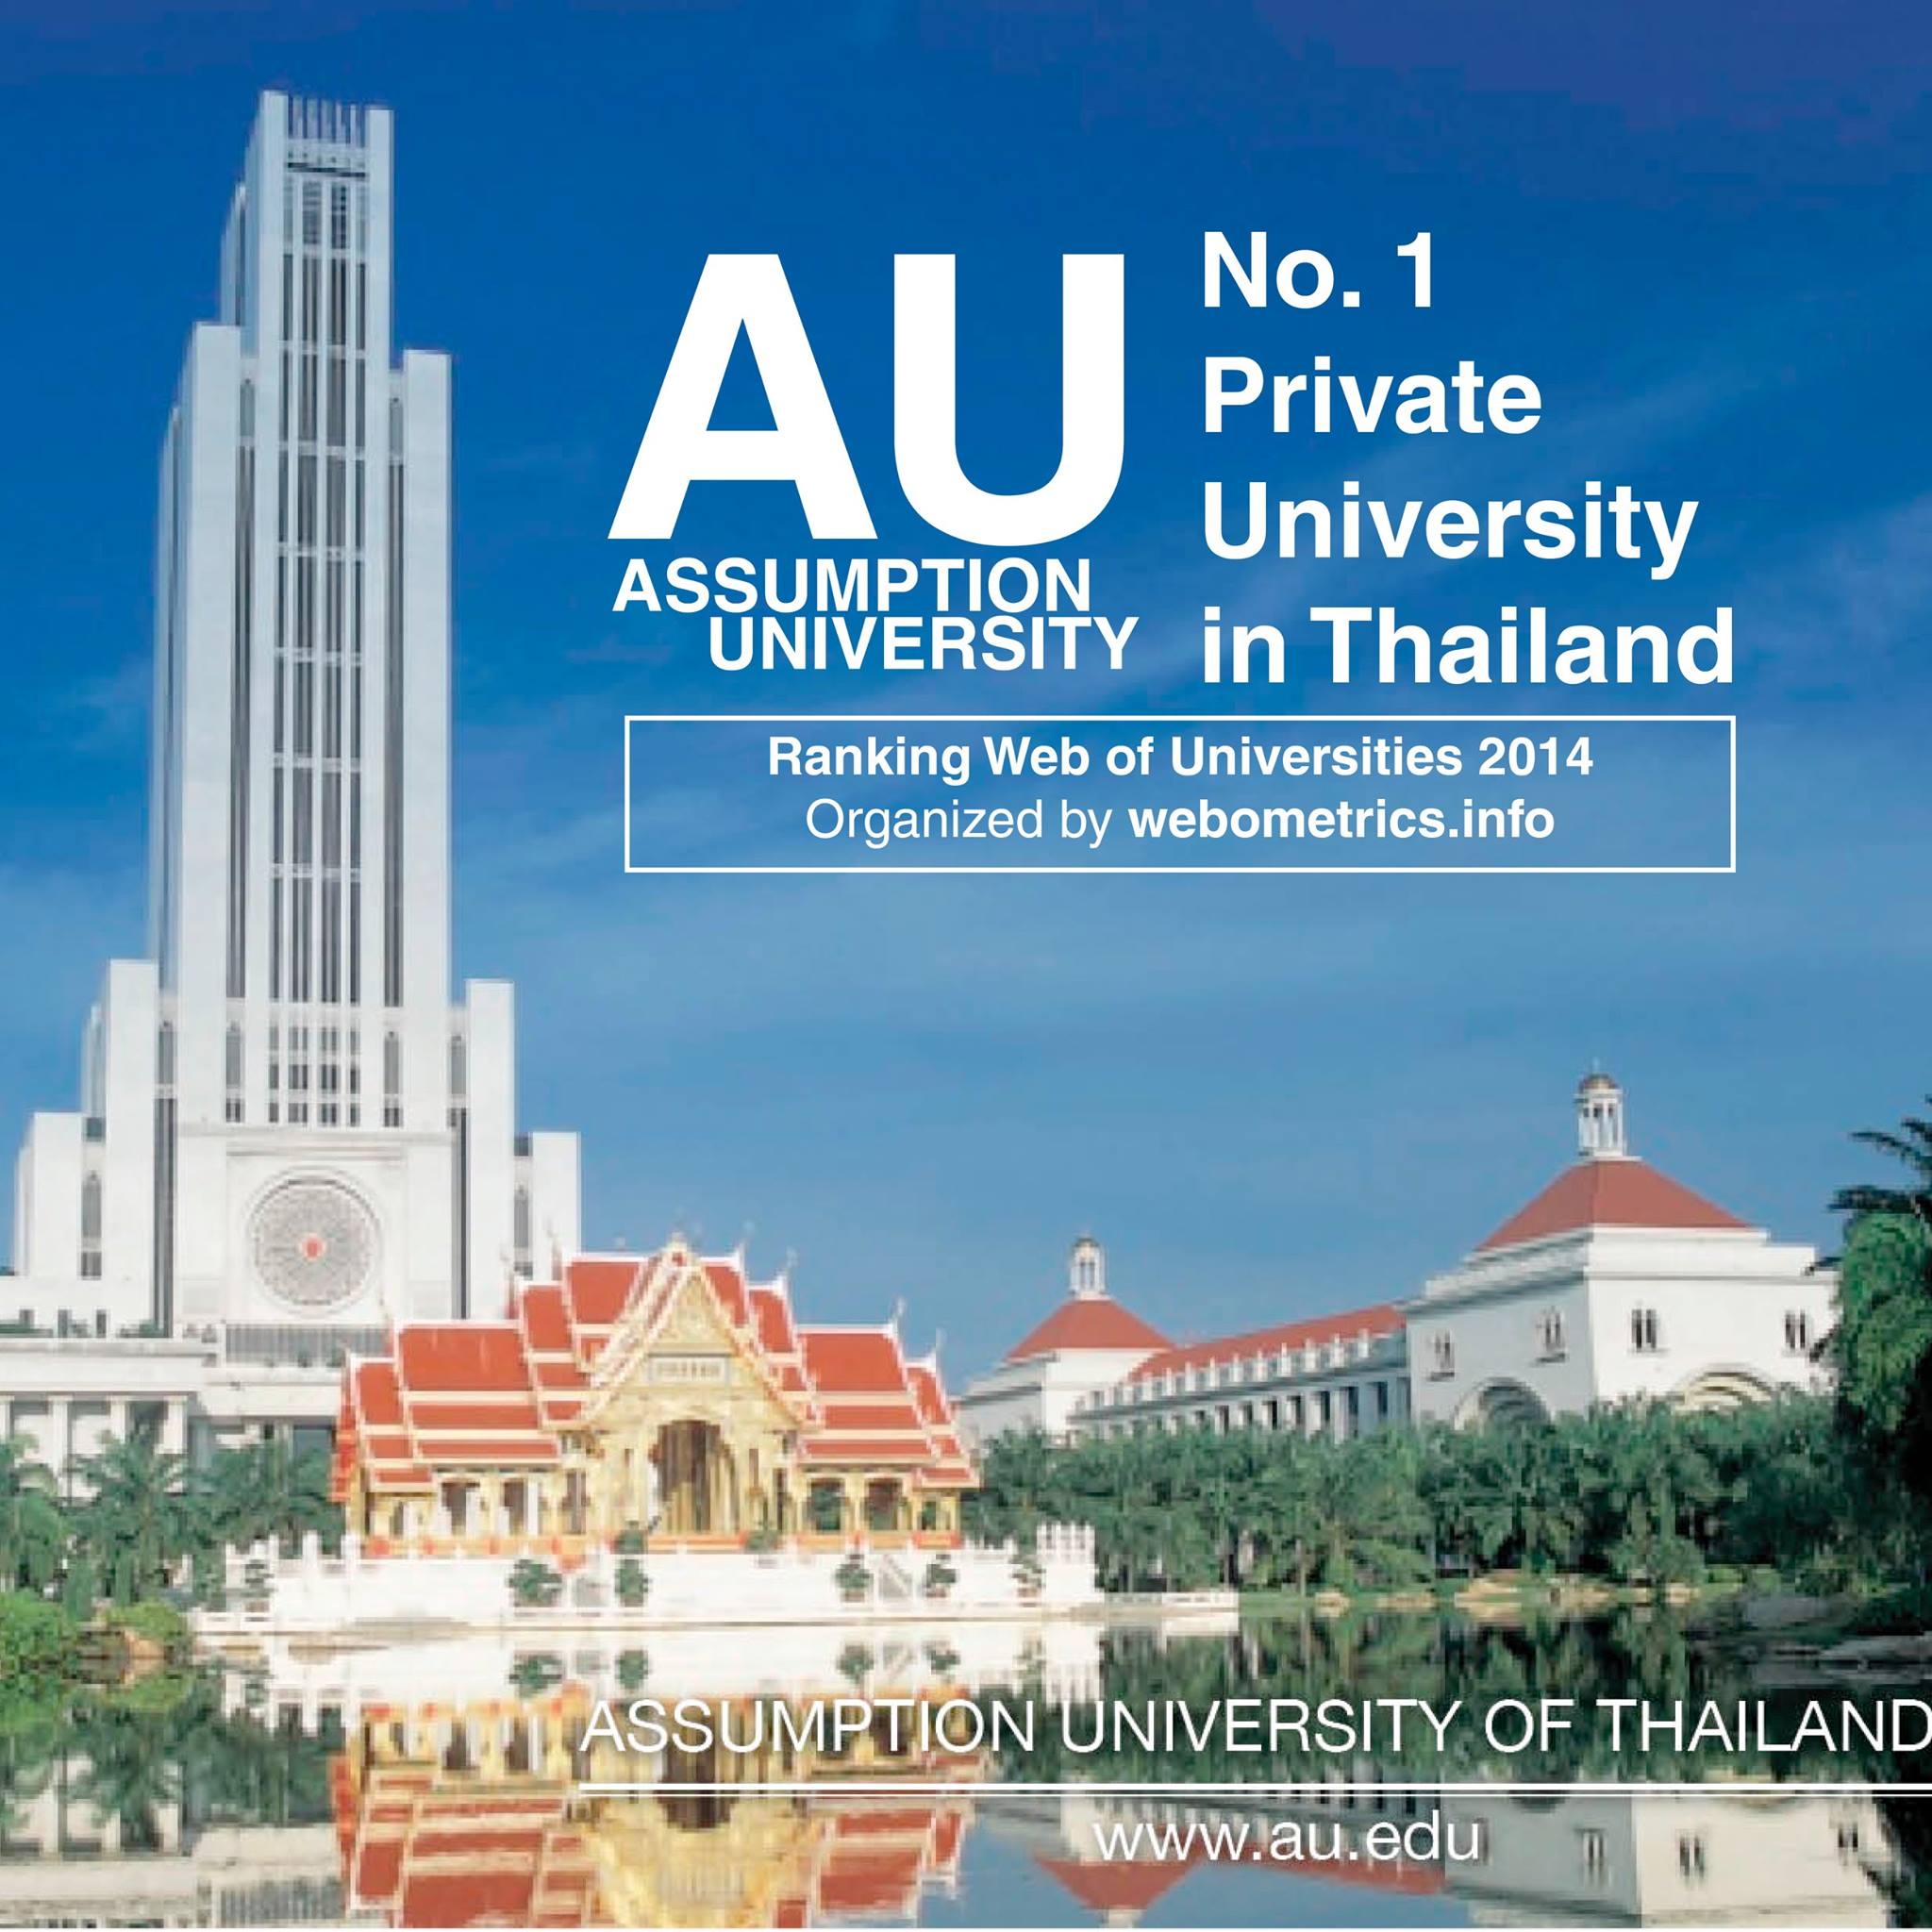 AU
ASSUMPTION
UNIVERSITY
No. 1
Private
University
in Thailand
Ranking Web of Universities 2014
Organized by webometrics.info
ASSUMPTION UNIVERSITY OF THAILAND
www.au.edu